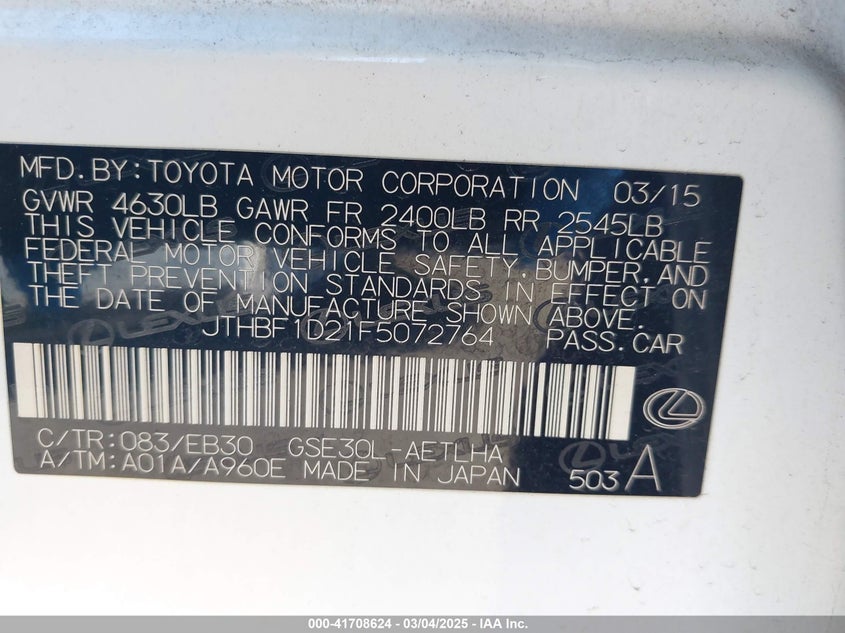 MFD.BY:TOYOTA MOTOR CORPORATION 03/15
GVWR 4630LB GAWR FR 2400LB RR 2545LB
THIS VEHICLE CONFORMS TO ALL APPLICABLE
FEDERAL MOTOR VEHICLE SAFETY,BUMPER,AND
THEFT PREVENTION STANDARDS IN EFFECT ON
THE DATE OF MANUFACTURE SHOWN ABOVE.
JTHBF1D21F5072764 PASS.CAR
C/TR:083/EB30 GSE30L-AETLHA
A/TM:A01A/A960E MADE IN JAPAN 503 A
000-41708624 - 03/04/2025 - IAA Inc.